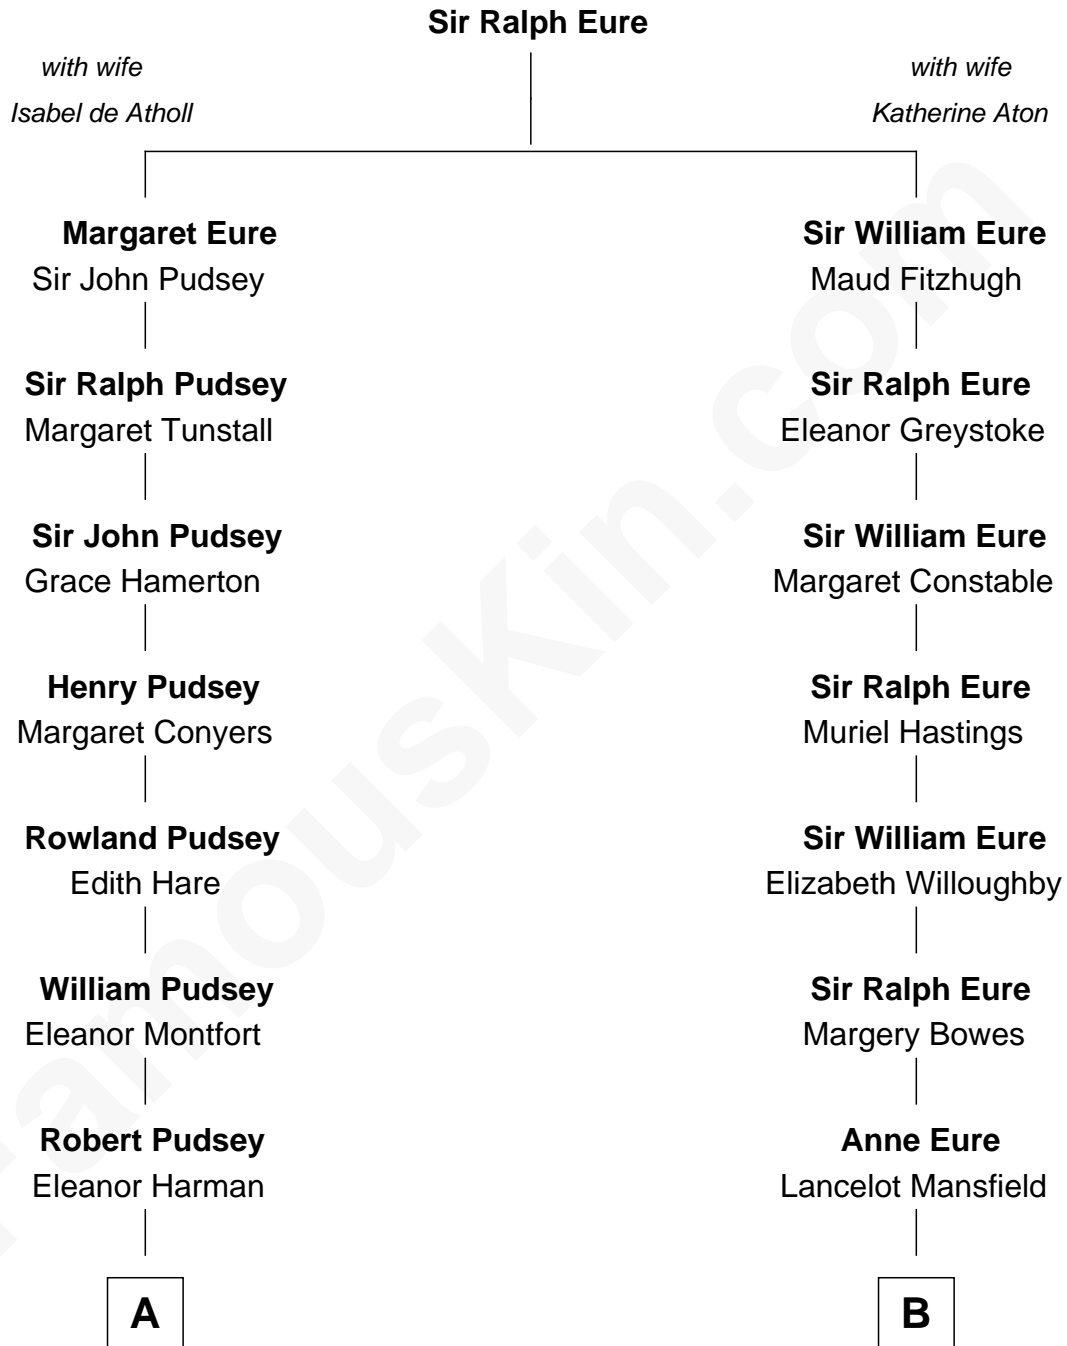 Sir Ralph Eure
with wife
Isabel de Atholl
with wife
Katherine Aton
Margaret Eure
Sir John Pudsey
Sir William Eure
Maud Fitzhugh
Sir Ralph Pudsey
Margaret Tunstall
Sir Ralph Eure
Eleanor Greystoke
Sir John Pudsey
Grace Hamerton
Sir William Eure
Margaret Constable
Henry Pudsey
Margaret Conyers
Sir Ralph Eure
Muriel Hastings
Rowland Pudsey
Edith Hare
Sir William Eure
Elizabeth Willoughby
William Pudsey
Eleanor Montfort
Sir Ralph Eure
Margery Bowes
Robert Pudsey
Eleanor Harman
Anne Eure
Lancelot Mansfield
A
B
FamousKin.com